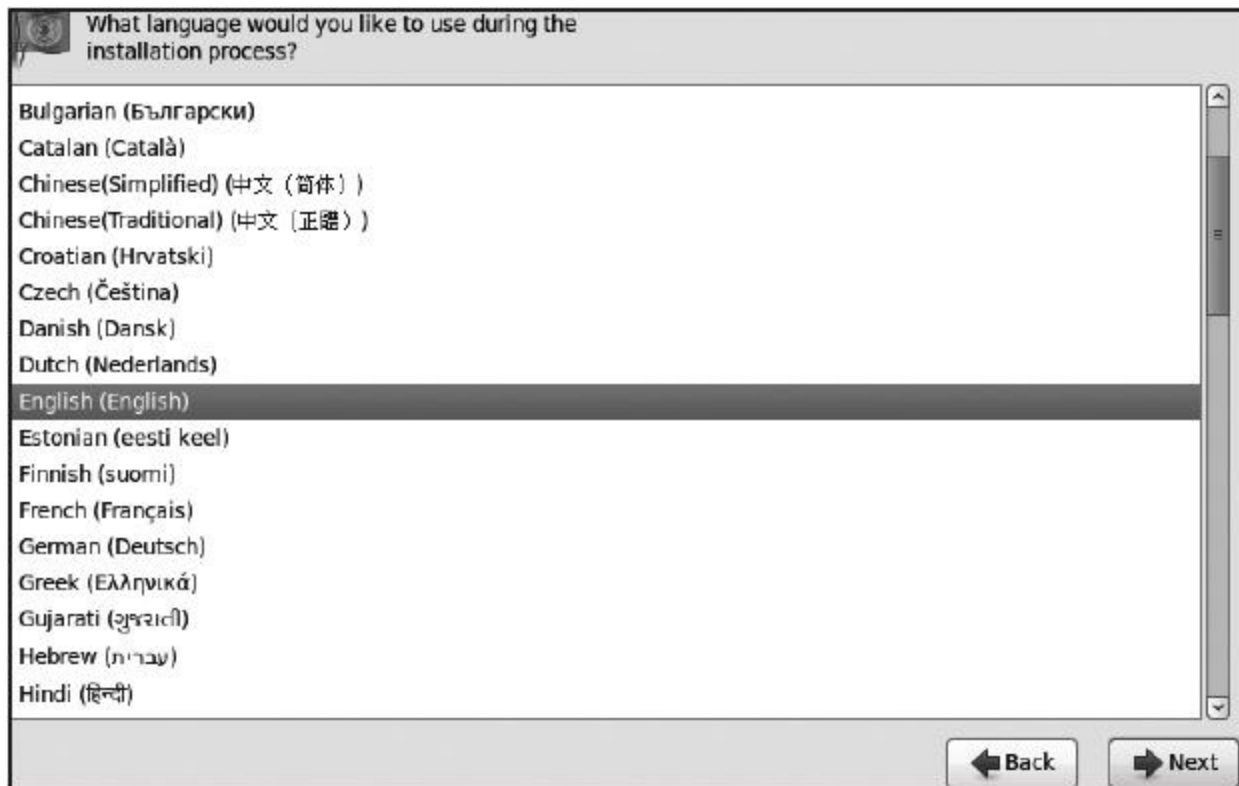 What language would you like to use during the
installation process?
Bulgarian (Български)
Catalan (Català)
Chinese(Simplified) (中文（简体）)
Chinese(Traditional) (中文（正體）)
Croatian (Hrvatski)
Czech (Čeština)
Danish (Dansk)
Dutch (Nederlands)
English (English)
Estonian (eesti keel)
Finnish (suomi)
French (Français)
German (Deutsch)
Greek (Ελληνικά)
Gujarati (ગુજરાતી)
Hebrew (עברית)
Hindi (हिन्दी)
Back
Next